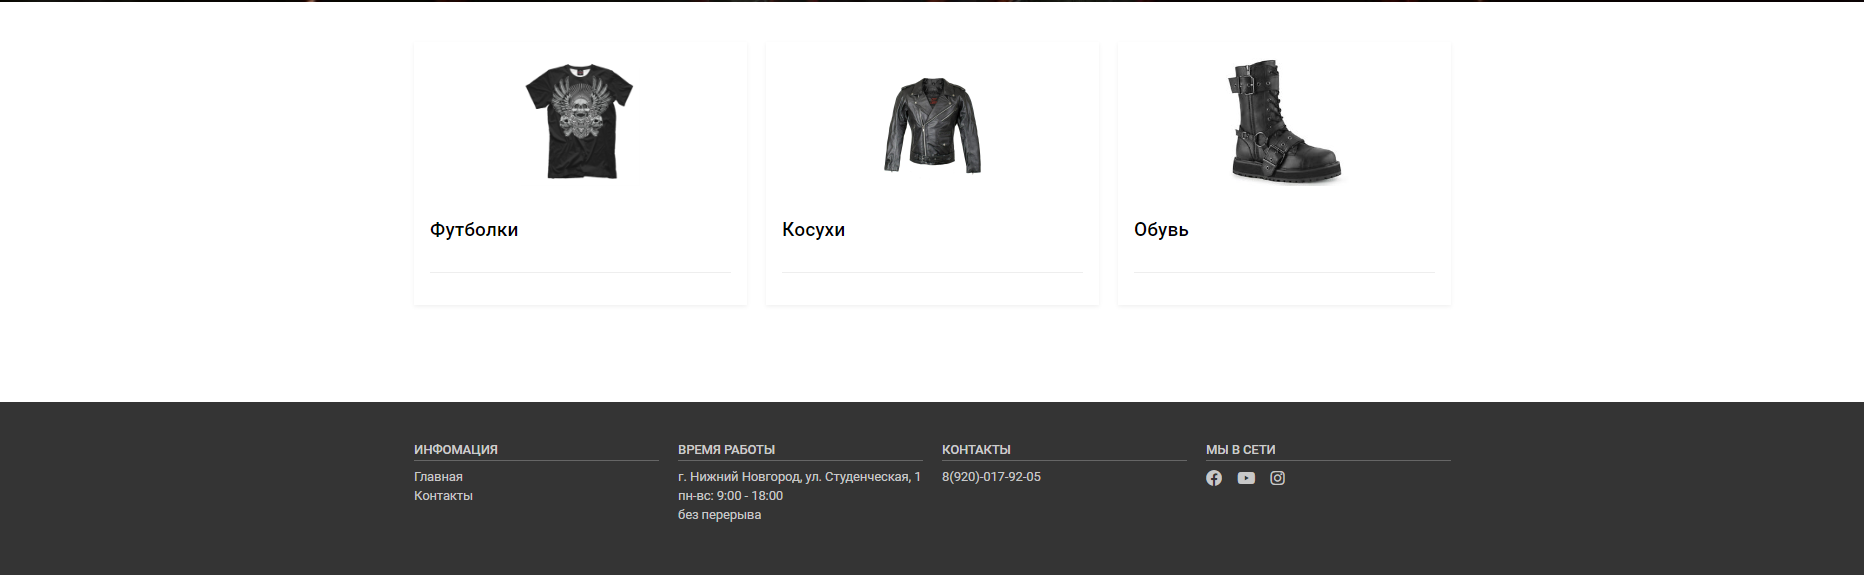 Футболки
Косухи
Обувь
ИНФОМАЦИЯ
Главная
Контакты
ВРЕМЯ РАБОТЫ
г. Нижний Новгород, ул. Студенческая, 1
пн-вс: 9:00 - 18:00
без перерыва
КОНТАКТЫ
8(920)-017-92-05
МЫ В СЕТИ